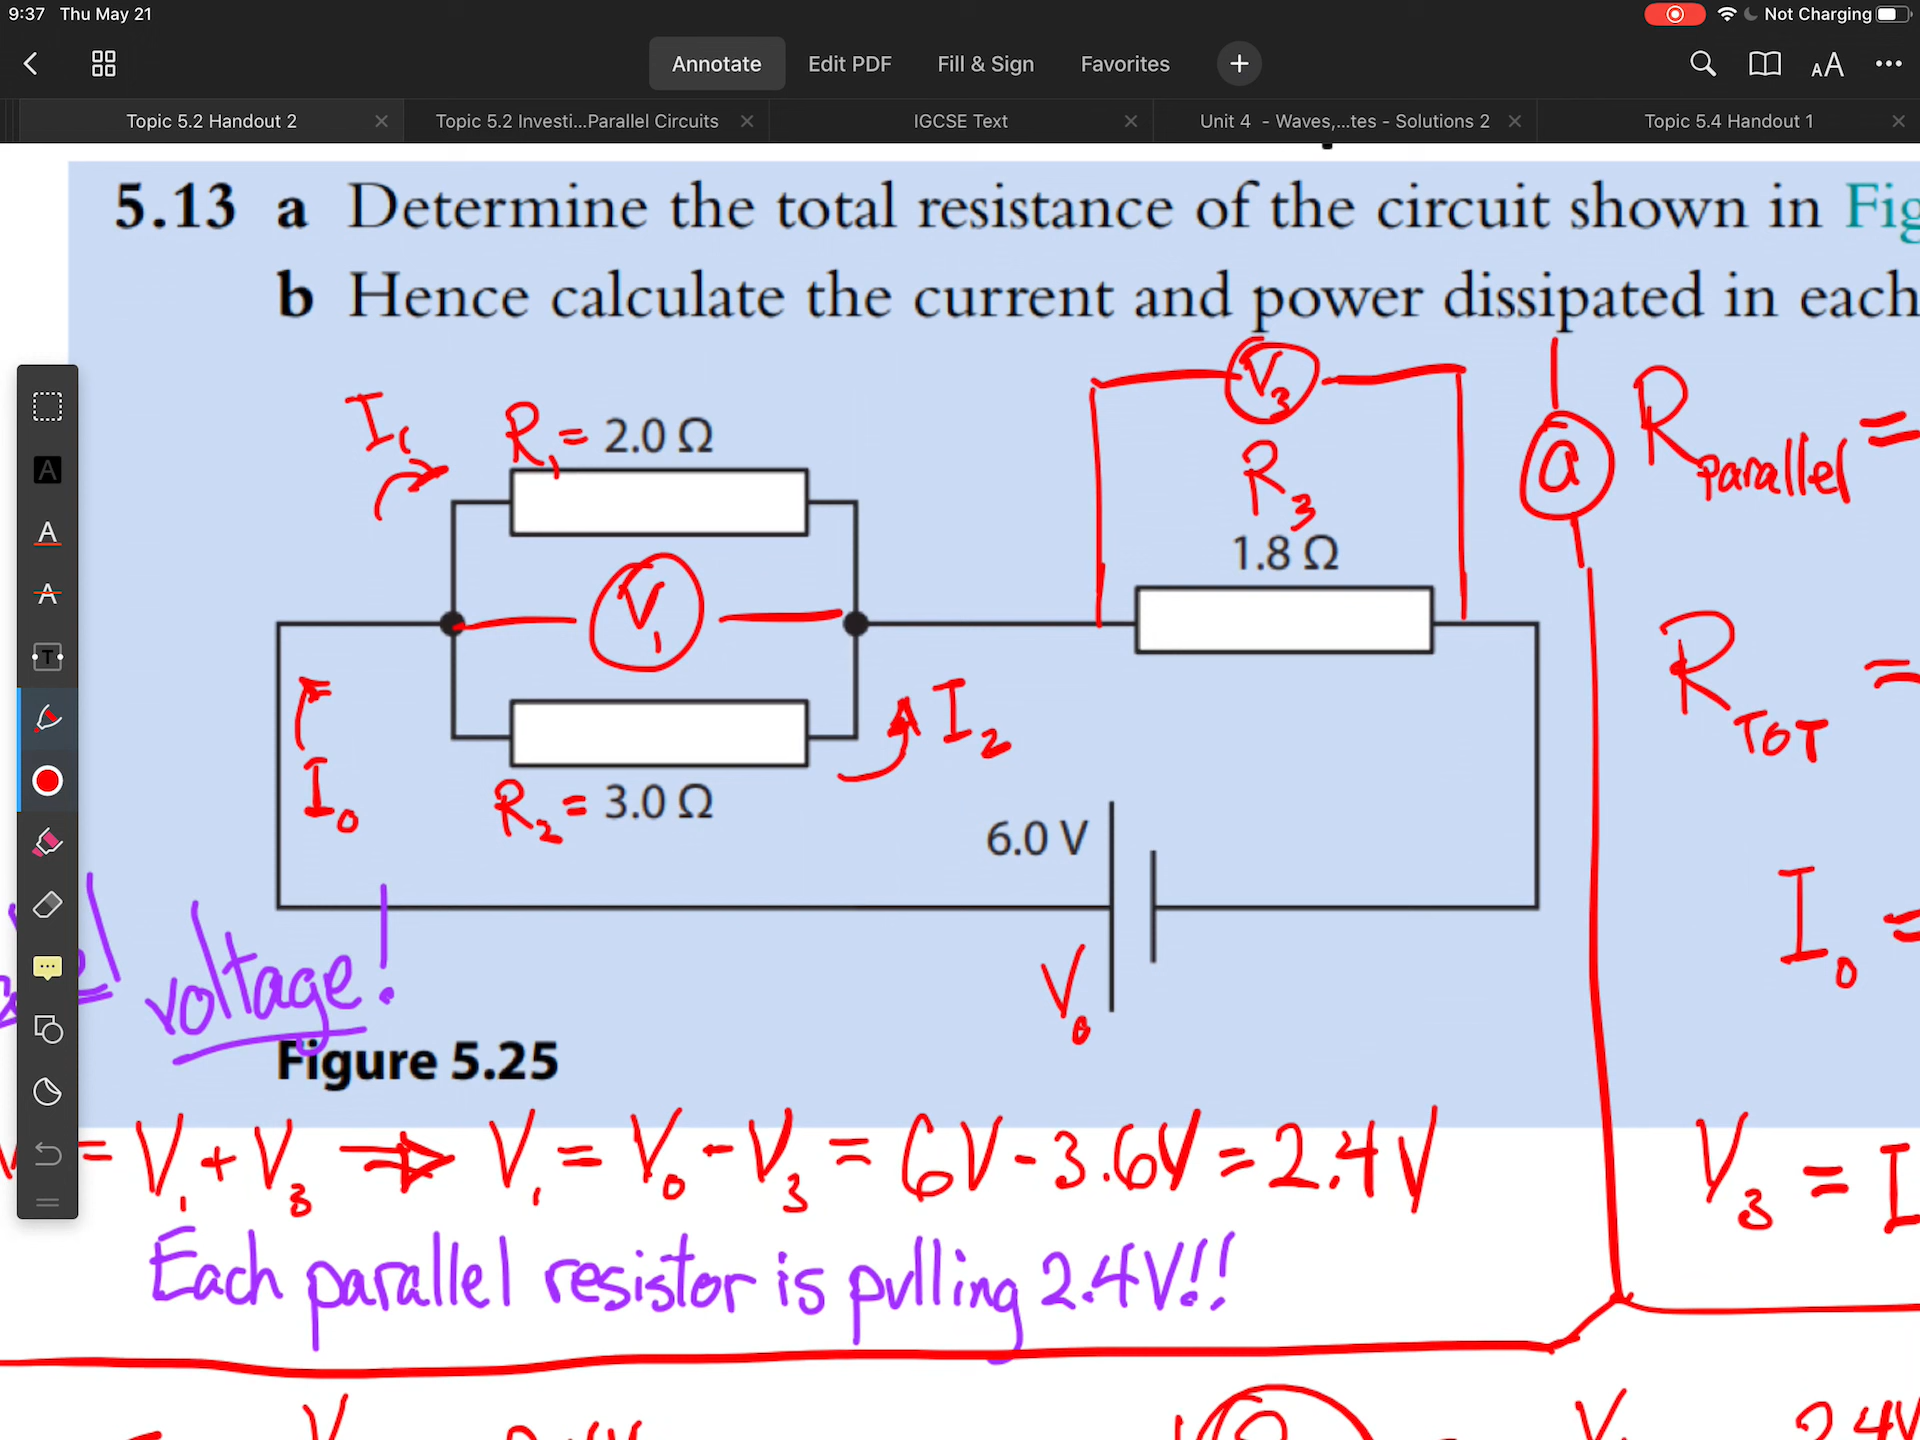 9:37 Thu May 21
Not Charging
Annotate Edit PDF Fill & Sign Favorites
AA
Topic 5.2 Handout 2
Topic 5.2 Investi...Parallel Circuits
IGCSE Text
Unit 4 - Waves,...tes - Solutions 2
Topic 5.4 Handout 1
5.13 a Determine the total resistance of the circuit shown in Fig
b Hence calculate the current and power dissipated in each
V₃
I₁
R₁ = 2.0 Ω
R₃
1.8 Ω
a
R parallel =
V₁
R TOT =
I₂
I₀
R₂ = 3.0 Ω
6.0 V
I₀ =
voltage!
V₀
Figure 5.25
= V₁ + V₃ ⇒ V₁ = V₀ - V₃ = 6V - 3.6V = 2.4V
V₃ = I
Each parallel resistor is pulling 2.4V!!